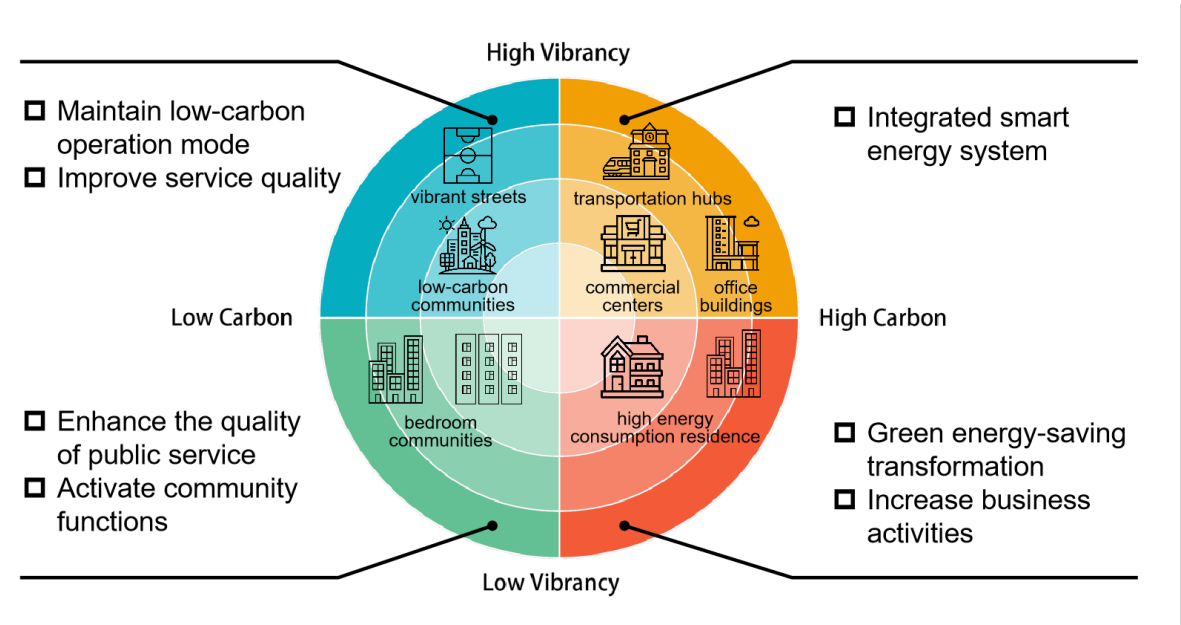 High Vibrancy
Maintain low-carbon
operation mode
Improve service quality
Integrated smart
energy system
vibrant streets
transportation hubs
low-carbon
communities
commercial
centers
office
buildings
Low Carbon
High Carbon
bedroom
communities
high energy
consumption residence
Enhance the quality
of public service
Activate community
functions
Green energy-saving
transformation
Increase business
activities
Low Vibrancy